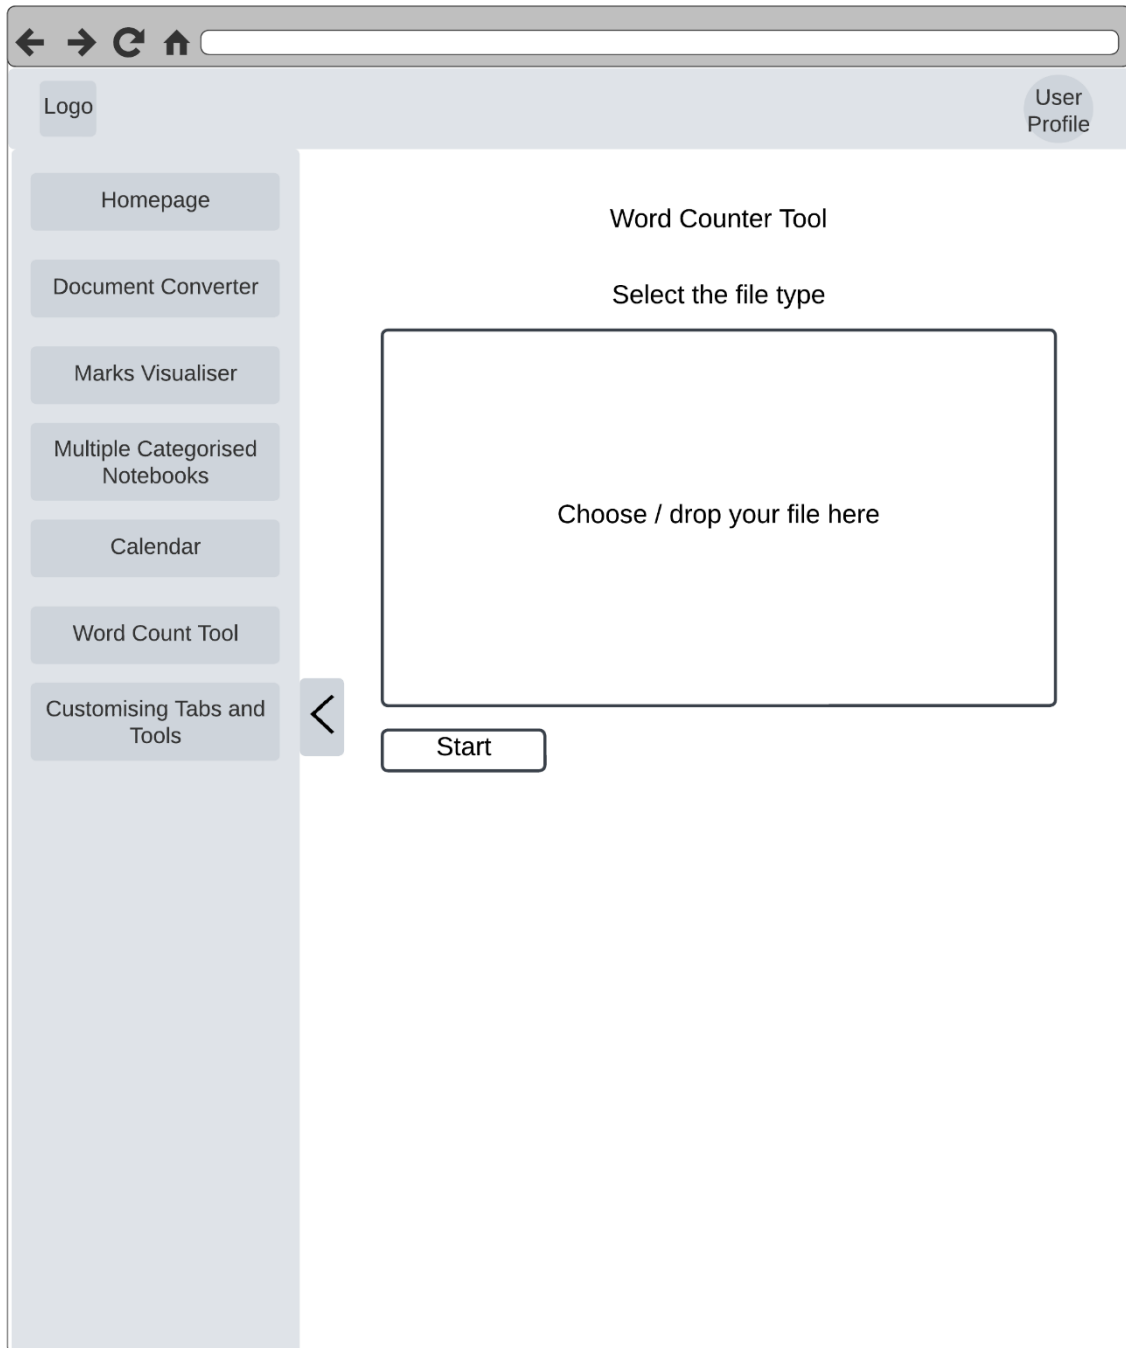 Logo
User
Profile
Homepage
Document Converter
Marks Visualiser
Multiple Categorised
Notebooks
Calendar
Word Count Tool
Customising Tabs and
Tools
Word Counter Tool
Select the file type
Choose / drop your file here
Start